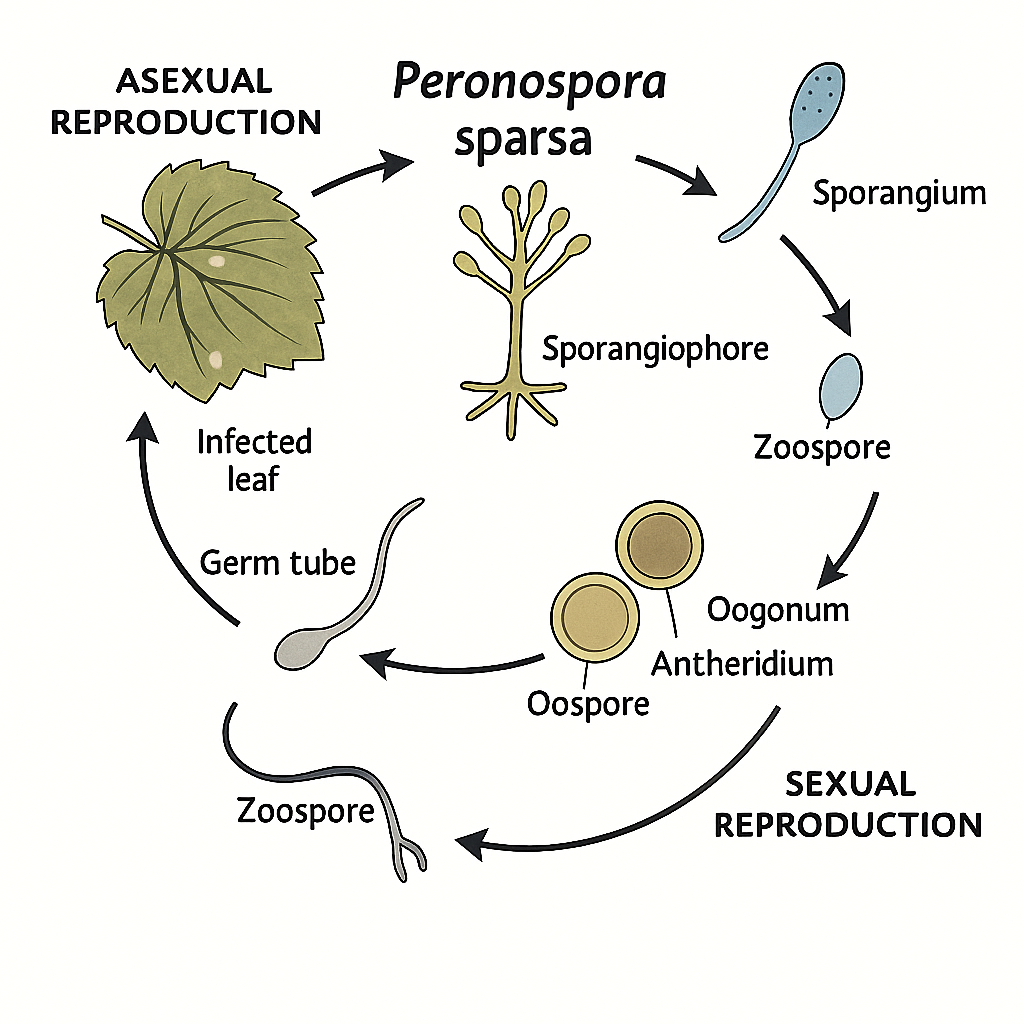 ASEXUAL
REPRODUCTION
Peronospora
sparsa
Sporangium
Sporangiophore
Zoospore
Infected
leaf
Germ tube
Oogonum
Antheridium
Oospore
Zoospore
SEXUAL
REPRODUCTION